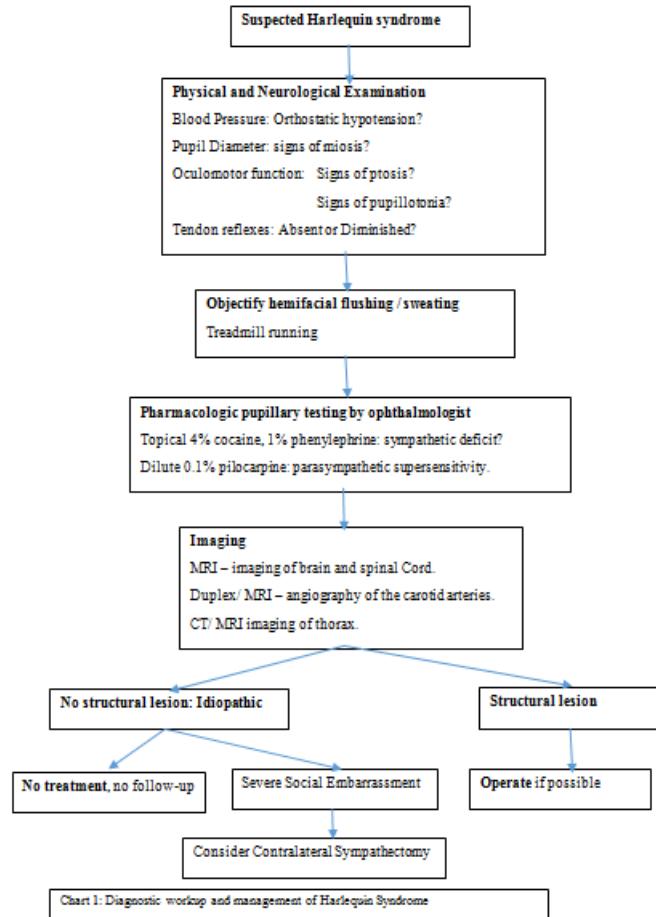 Suspected Harlequin syndrome
Physical and Neurological Examination
Blood Pressure: Orthostatic hypotension?
Pupil Diameter: signs of miosis?
Oculomotor function: Signs of ptosis?
Signs of pupillotonia?
Tendon reflexes: Absent or Diminished?
Objectify hemifacial flushing / sweating
Treadmill running
Pharmacologic pupillary testing by ophthalmologist
Topical 4% cocaine, 1% phenylephrine: sympathetic deficit?
Dilute 0.1% pilocarpine: parasympathetic supersensitivity.
Imaging
MRI – imaging of brain and spinal Cord.
Duplex/ MRI – angiography of the carotid arteries.
CT/ MRI imaging of thorax.
No structural lesion: Idiopathic
Structural lesion
No treatment, no follow-up
Severe Social Embarrassment
Operate if possible
Consider Contralateral Sympathectomy
Chart 1: Diagnostic workup and management of Harlequin Syndrome